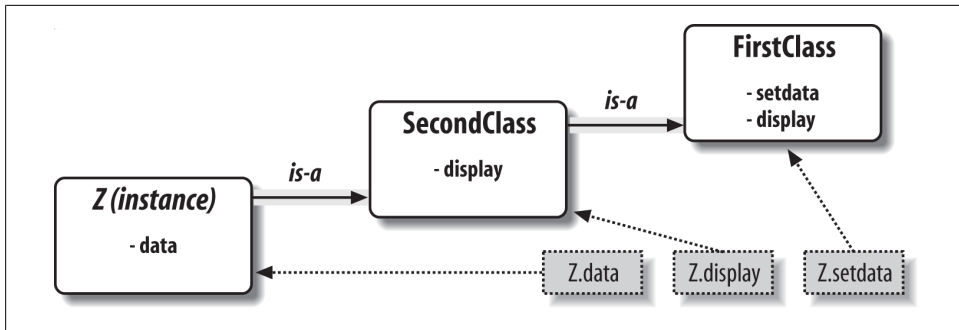 FirstClass
- setdata
- display
is-a
SecondClass
- display
is-a
Z (instance)
- data
Z.data
Z.display
Z.setdata